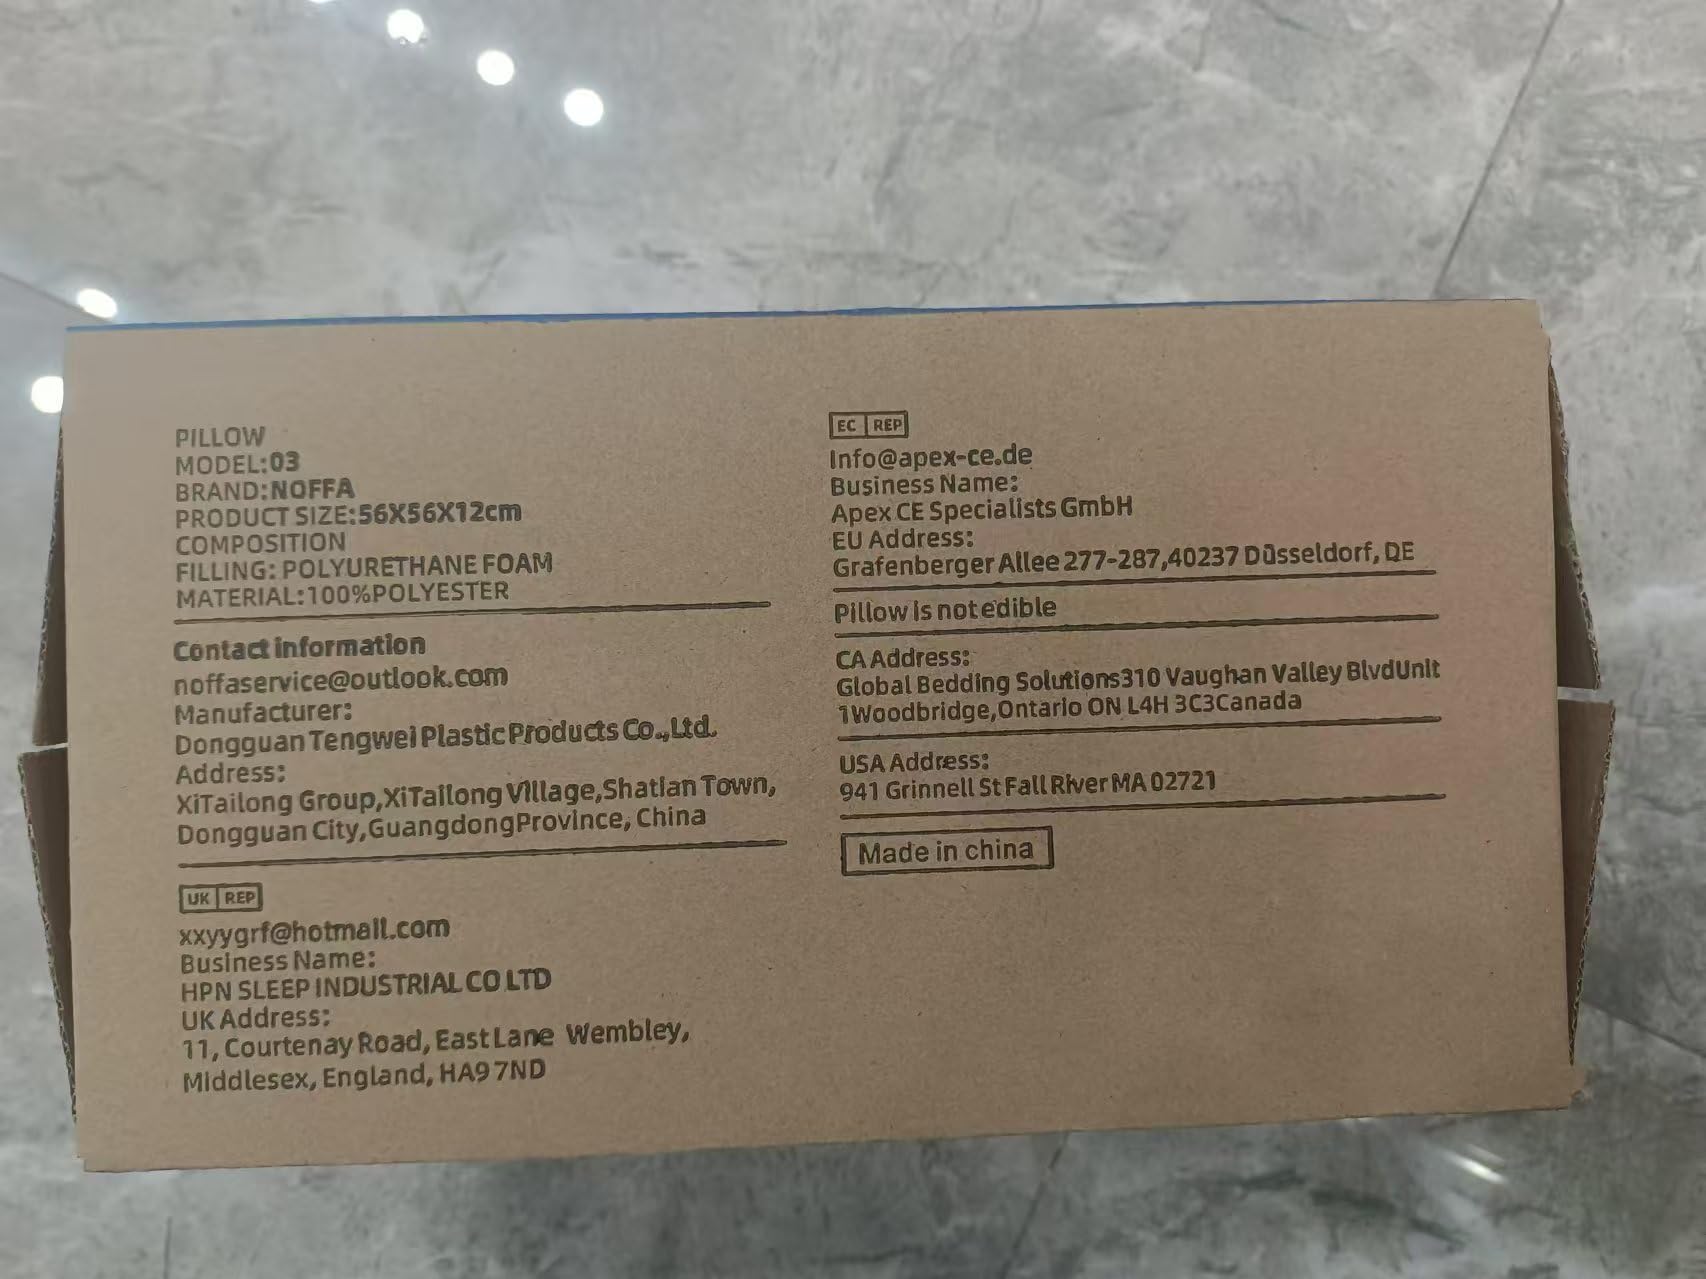 PILLOW
MODEL:03
BRAND:NOFFA
PRODUCT SIZE:56X56X12cm
COMPOSITION
FILLING: POLYURETHANE FOAM
MATERIAL:100%POLYESTER
Contact information
noffaservice@outlook.com
Manufacturer:
Dongguan Tengwei Plastic Products Co.,Ltd.
Address:
XiTailong Group,XiTailong Village,Shatian Town,
Dongguan City,GuangdongProvince, China
UK REP
xxyygrf@hotmail.com
Business Name:
HPN SLEEP INDUSTRIAL CO LTD
UK Address:
11, Courtenay Road, East Lane Wembley,
Middlesex, England, HA9 7ND
EC REP
Info@apex-ce.de
Business Name:
Apex CE Specialists GmbH
EU Address:
Grafenberger Allee 277-287,40237 Düsseldorf, DE
Pillow is not edible
CA Address:
Global Bedding Solutions310 Vaughan Valley BlvdUnit
1Woodbridge,Ontario ON L4H 3C3Canada
USA Address:
941 Grinnell St Fall River MA 02721
Made in china